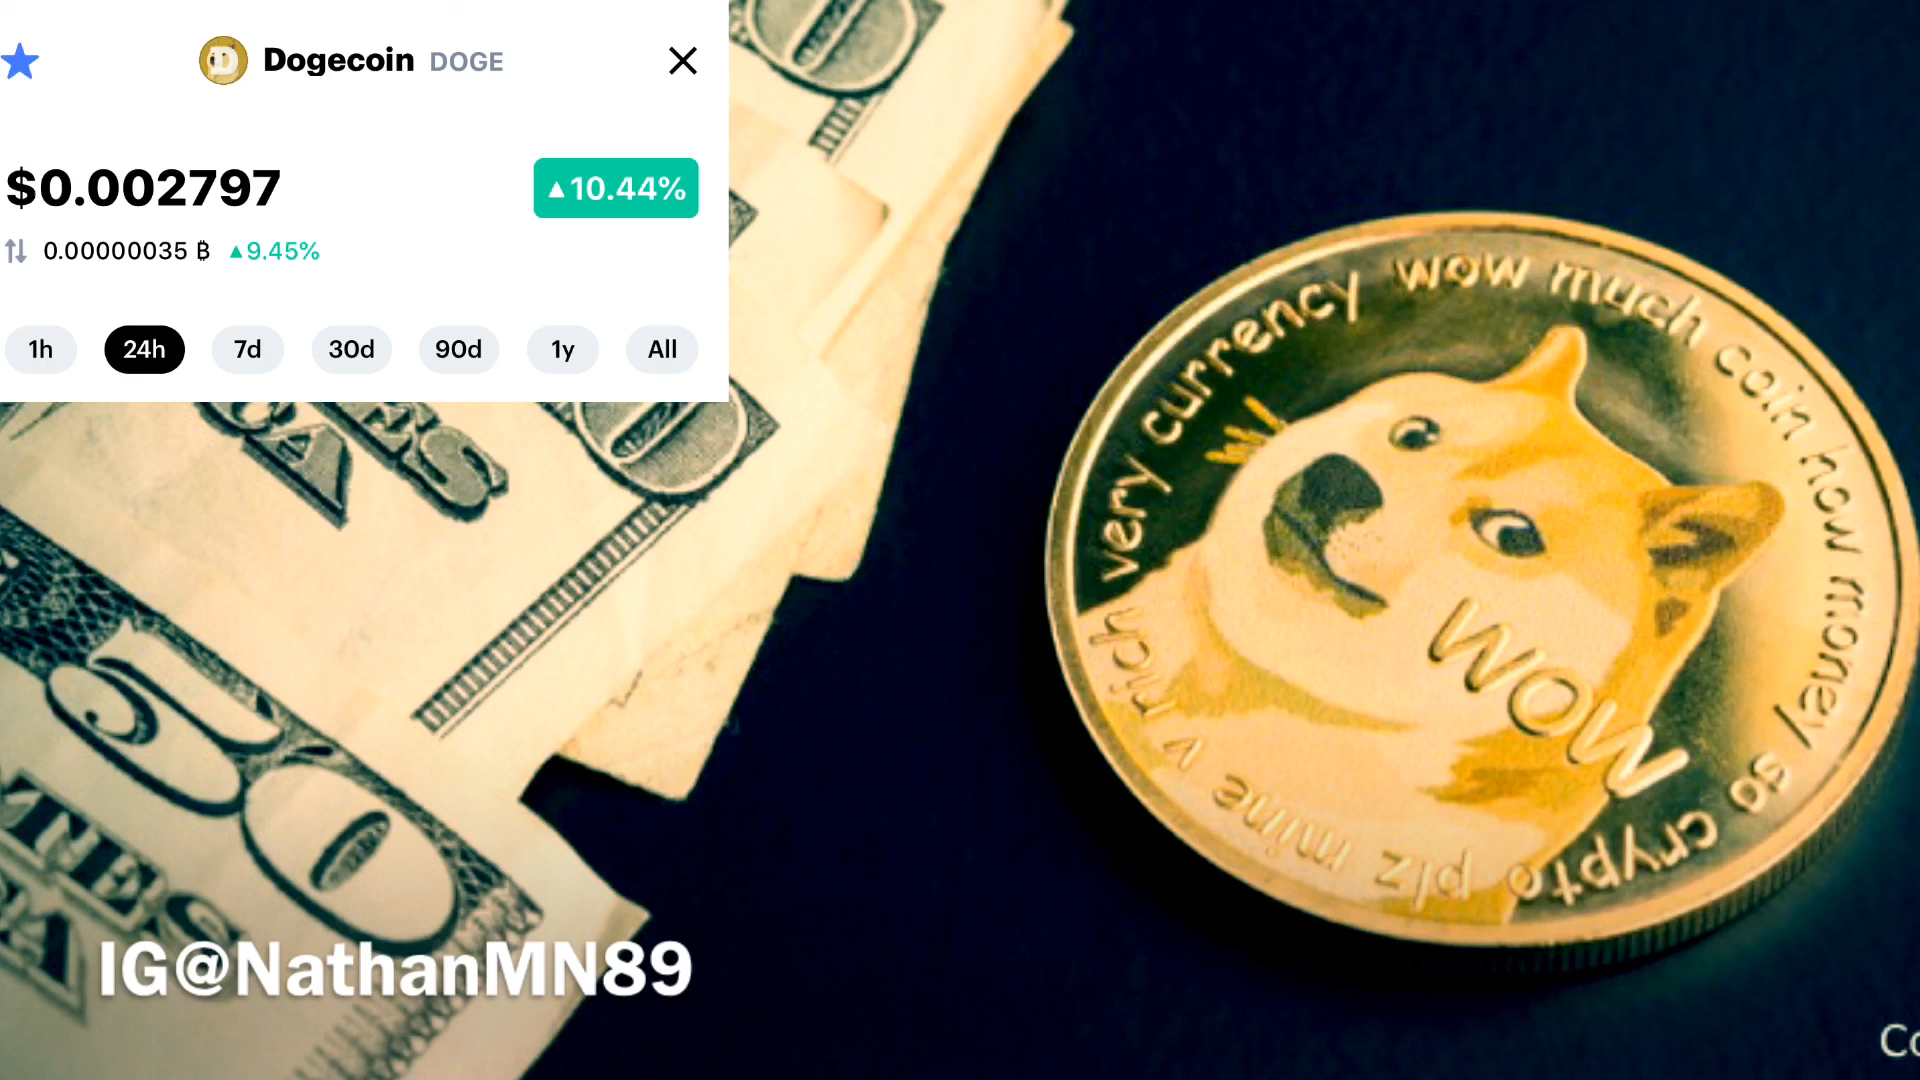 Dogecoin DOGE
$0.002797
▲10.44%
0.00000035 ₿ ▲9.45%
1h 24h 7d 30d 90d 1y All
very currency wow much coin how money so crypto plz mine v rich
WOW
50
IG@NathanMN89